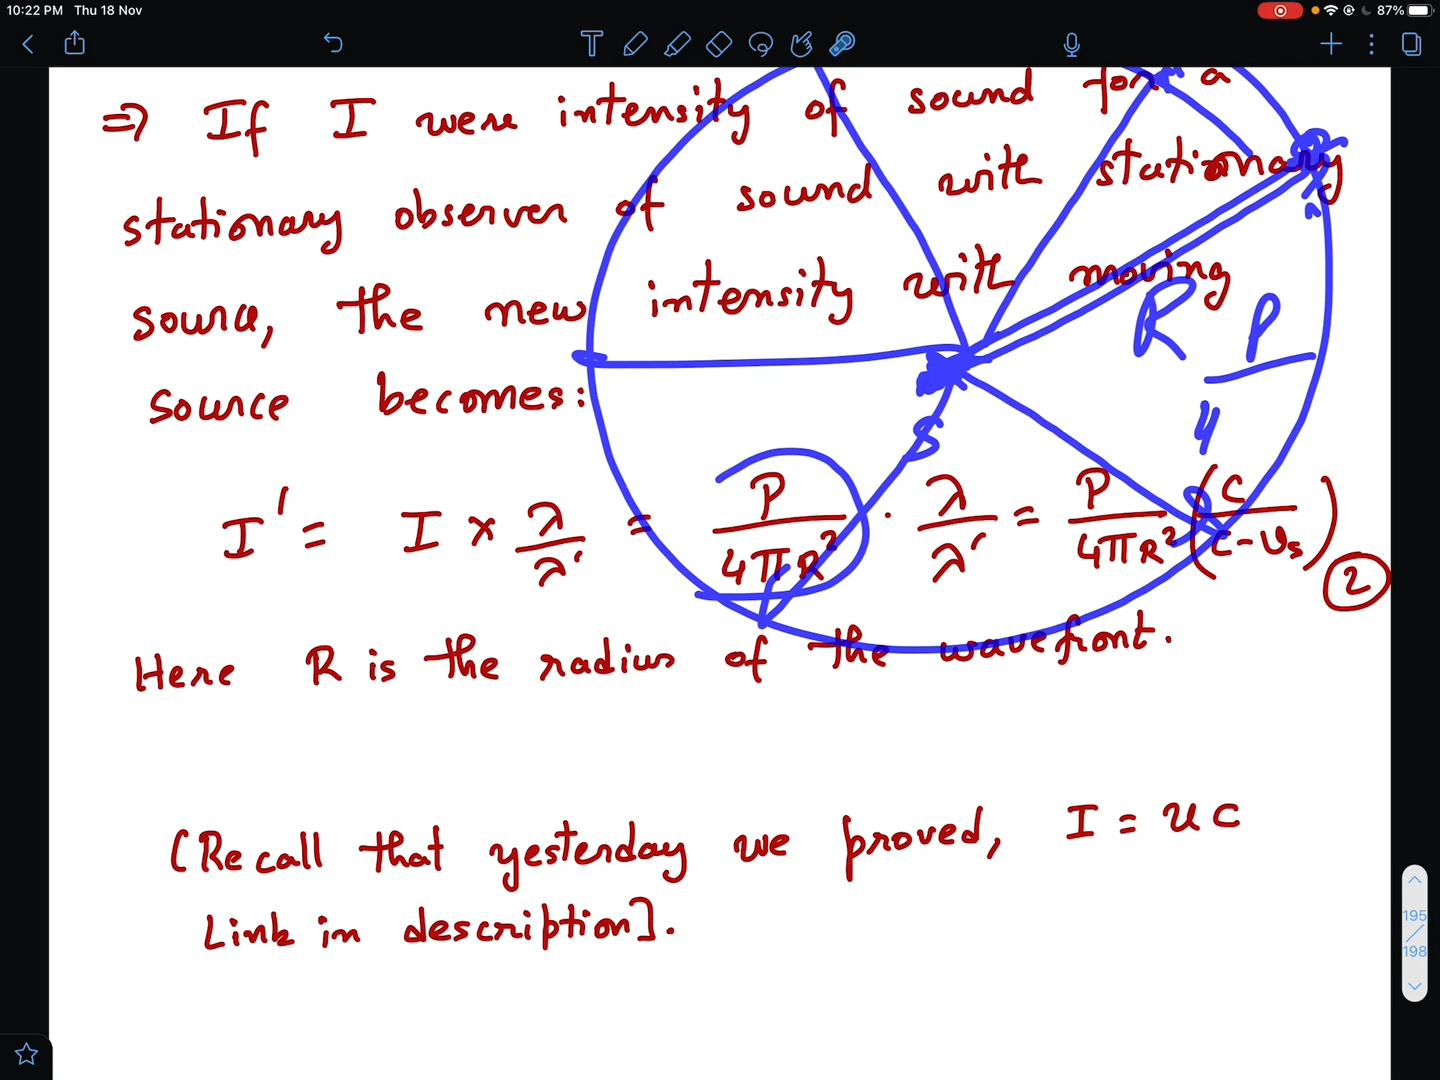 10:22 PM Thu 18 Nov
87%
⇒ If I were intensity of sound for a
stationary observer of sound with stationary
source, the new intensity with moving
source becomes:
R P
4
S
I' = I × λ/λ' = P/4πR² · λ/λ' = P/4πR² (C/C-υs)
②
Here R is the radius of the wavefront.
(Recall that yesterday we proved, I = uc
Link in description].
195
198